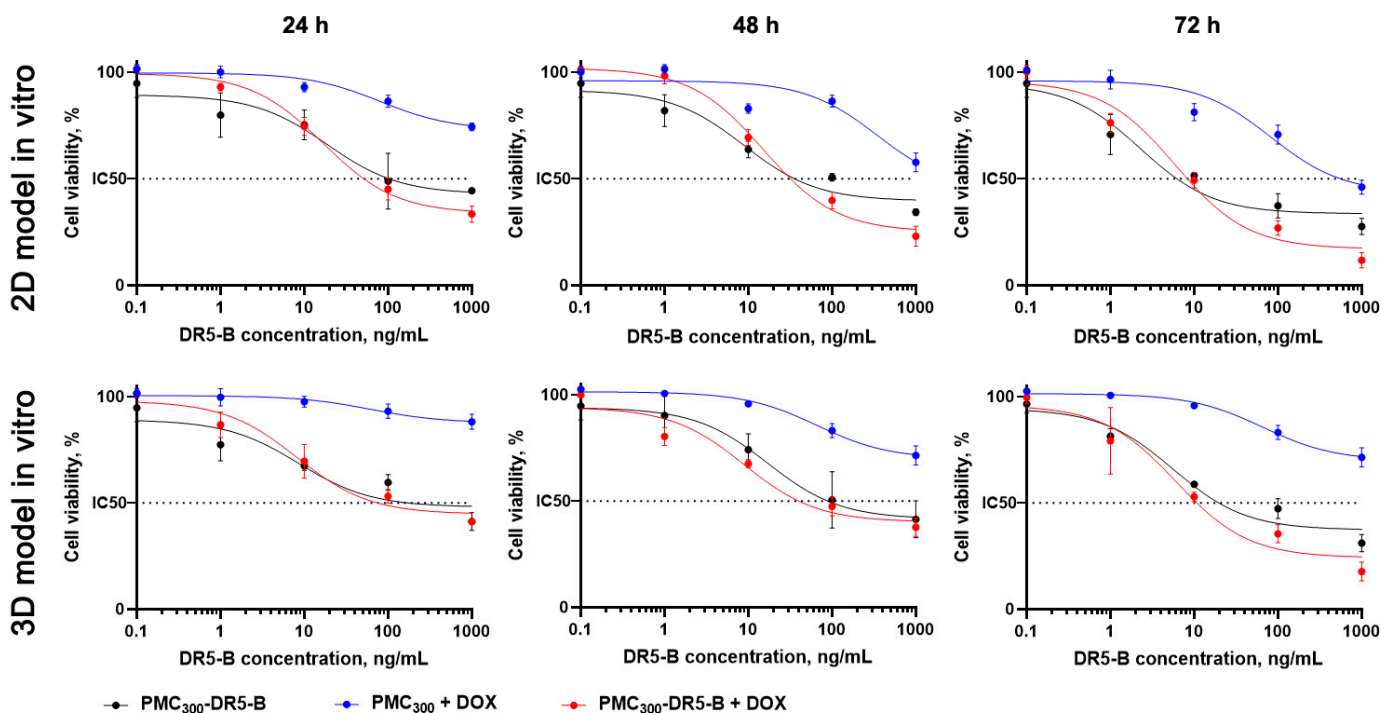 24 h 48 h 72 h
2D model in vitro
Cell viability, % 100 IC50 0
0.1 1 10 100 1000
DR5-B concentration, ng/mL
Cell viability, % 100 IC50 0
0.1 1 10 100 1000
DR5-B concentration, ng/mL
Cell viability, % 100 IC50 0
0.1 1 10 100 1000
DR5-B concentration, ng/mL
3D model in vitro
Cell viability, % 100 IC50 0
0.1 1 10 100 1000
DR5-B concentration, ng/mL
Cell viability, % 100 IC50 0
0.1 1 10 100 1000
DR5-B concentration, ng/mL
Cell viability, % 100 IC50 0
0.1 1 10 100 1000
DR5-B concentration, ng/mL
PMC300-DR5-B PMC300 + DOX PMC300-DR5-B + DOX